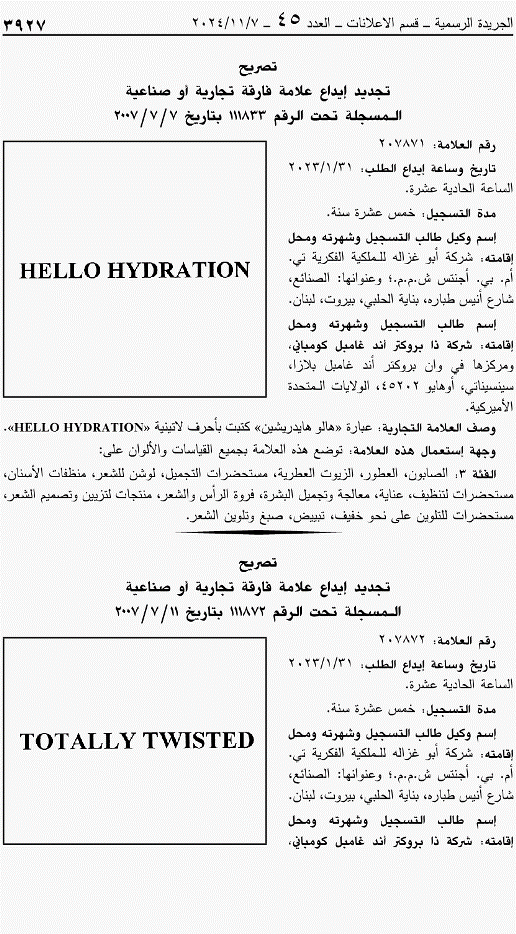 الجريدة الرسمية ــ قسم الاعلانات ــ العدد ٤٥ ــ ٢٠٢٤/١١/٧
٣٩٢٧
تصريح
تجديد إيداع علامة فارقة تجارية أو صناعية
المسجلة تحت الرقم ١١١٨٣٣ بتاريخ ٢٠٠٧/٧/٧
رقم العلامة: ٢٠٧٨٧١
تاريخ وساعة إيداع الطلب: ٢٠٢٣/١/٣١
الساعة الحادية عشرة.
مدة التسجيل: خمس عشرة سنة.
إسم وكيل طالب التسجيل وشهرته ومحل
إقامته: شركة أبو غزاله للملكية الفكرية تي.
أم. بي. أجنتس ش.م.م.؛ وعنوانها: الصنائع،
شارع أنيس طباره، بناية الحلبي، بيروت، لبنان.
إسم طالب التسجيل وشهرته ومحل
إقامته: شركة ذا بروكتر أند غامبل كومباني،
ومركزها في وان بروكتر أند غامبل بلازا،
سينسيناتي، أوهايو ٤٥٢٠٢، الولايات المتحدة
الأميركية.
HELLO HYDRATION
وصف العلامة التجارية: عبارة «هالو هايدريشين» كتبت بأحرف لاتينية «HELLO HYDRATION».
وجهة إستعمال هذه العلامة: توضع هذه العلامة بجميع القياسات والألوان على:
الفئة ٣: الصابون، العطور، الزيوت العطرية، مستحضرات التجميل، لوشن للشعر، منظفات الأسنان،
مستحضرات لتنظيف، عناية، معالجة وتجميل البشرة، فروة الرأس والشعر، منتجات لتزيين وتصميم الشعر،
مستحضرات للتلوين على نحو خفيف، تبييض، صبغ وتلوين الشعر.
تصريح
تجديد إيداع علامة فارقة تجارية أو صناعية
المسجلة تحت الرقم ١١١٨٧٢ بتاريخ ٢٠٠٧/٧/١١
رقم العلامة: ٢٠٧٨٧٢
تاريخ وساعة إيداع الطلب: ٢٠٢٣/١/٣١
الساعة الحادية عشرة.
مدة التسجيل: خمس عشرة سنة.
إسم وكيل طالب التسجيل وشهرته ومحل
إقامته: شركة أبو غزاله للملكية الفكرية تي.
أم. بي. أجنتس ش.م.م.؛ وعنوانها: الصنائع،
شارع أنيس طباره، بناية الحلبي، بيروت، لبنان.
إسم طالب التسجيل وشهرته ومحل
إقامته: شركة ذا بروكتر أند غامبل كومباني،
TOTALLY TWISTED